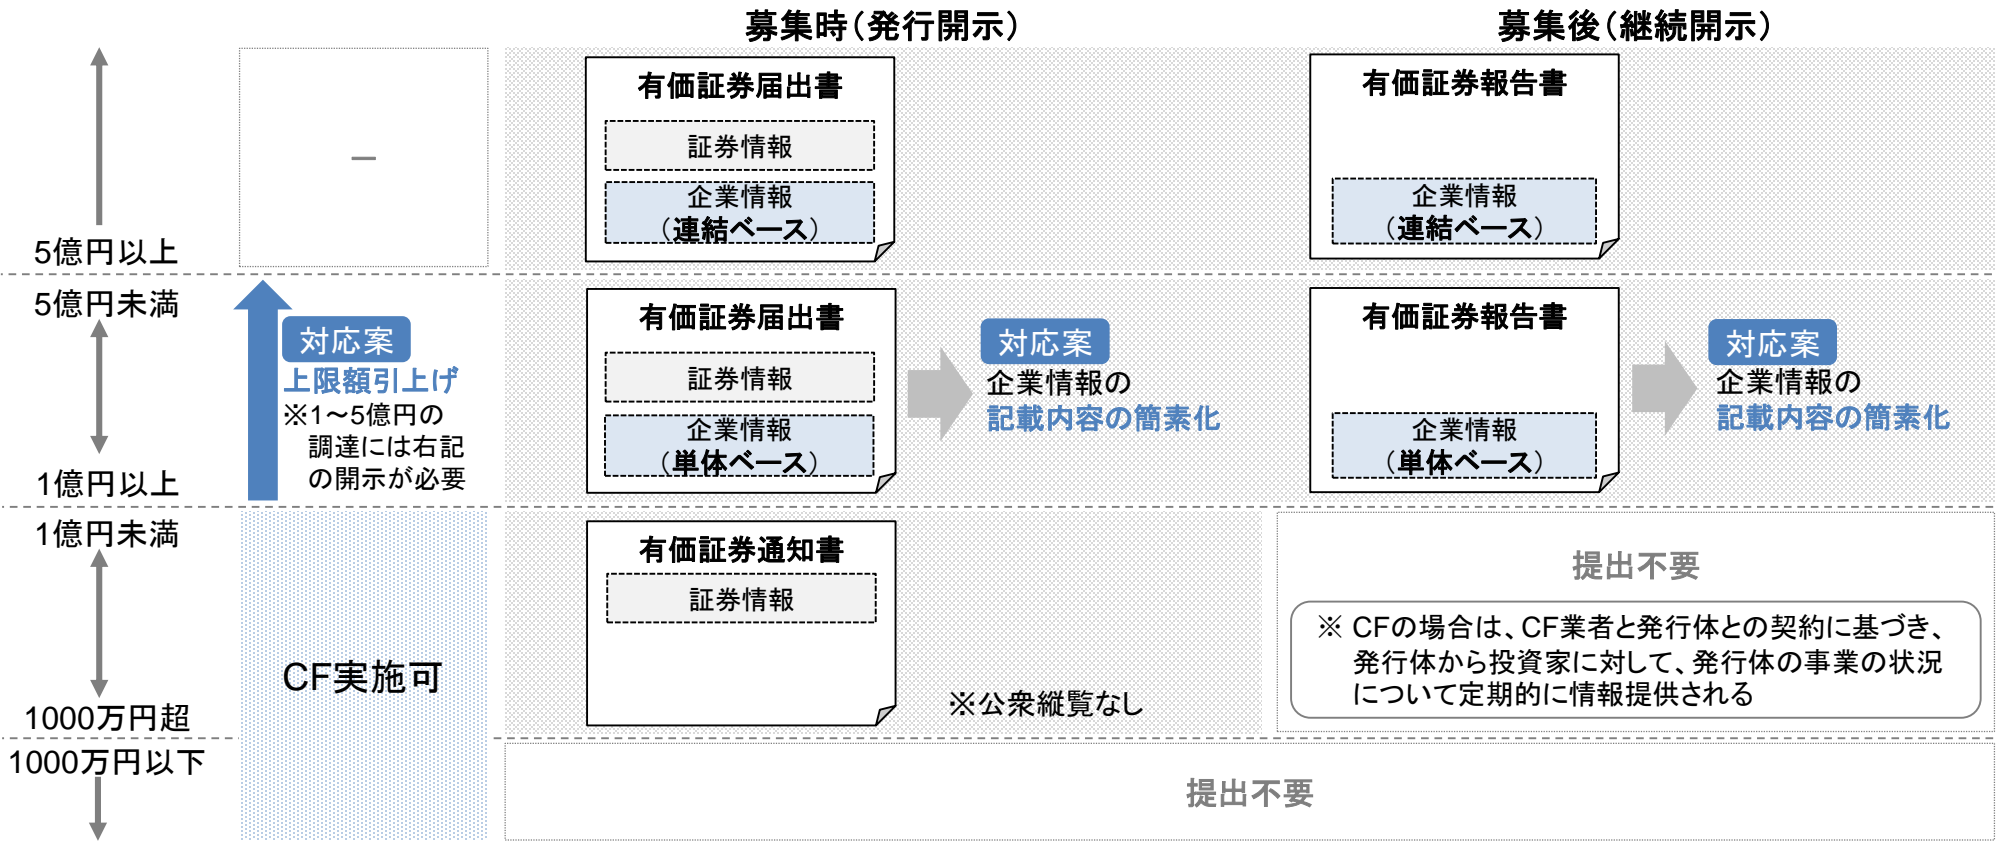 募集時（発行開示）
募集後（継続開示）
5億円以上
－
有価証券届出書
証券情報
企業情報
（連結ベース）
有価証券報告書
企業情報
（連結ベース）
5億円未満
1億円以上
対応案
上限額引上げ
※1～5億円の
調達には右記
の開示が必要
有価証券届出書
証券情報
企業情報
（単体ベース）
対応案
企業情報の
記載内容の簡素化
有価証券報告書
企業情報
（単体ベース）
対応案
企業情報の
記載内容の簡素化
1億円未満
1000万円超
CF実施可
有価証券通知書
証券情報
※公衆縦覧なし
提出不要
※ CFの場合は、CF業者と発行体との契約に基づき、
発行体から投資家に対して、発行体の事業の状況
について定期的に情報提供される
1000万円以下
提出不要